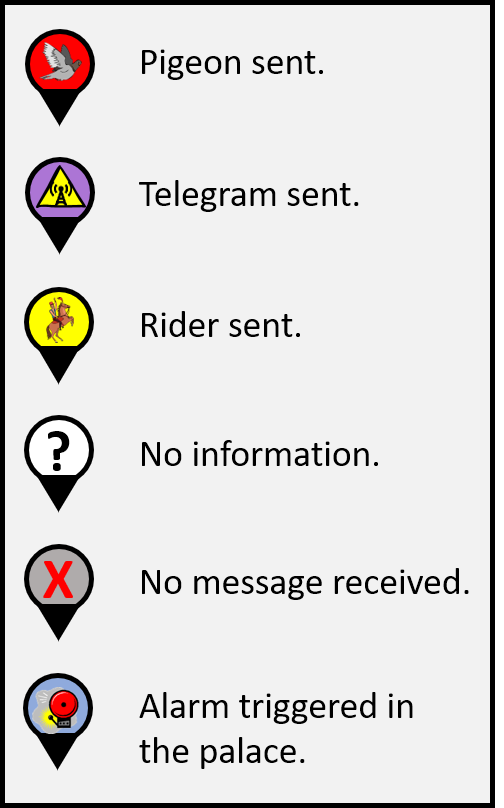 Pigeon sent.
Telegram sent.
Rider sent.
?
No information.
X
No message received.
Alarm triggered in
the palace.